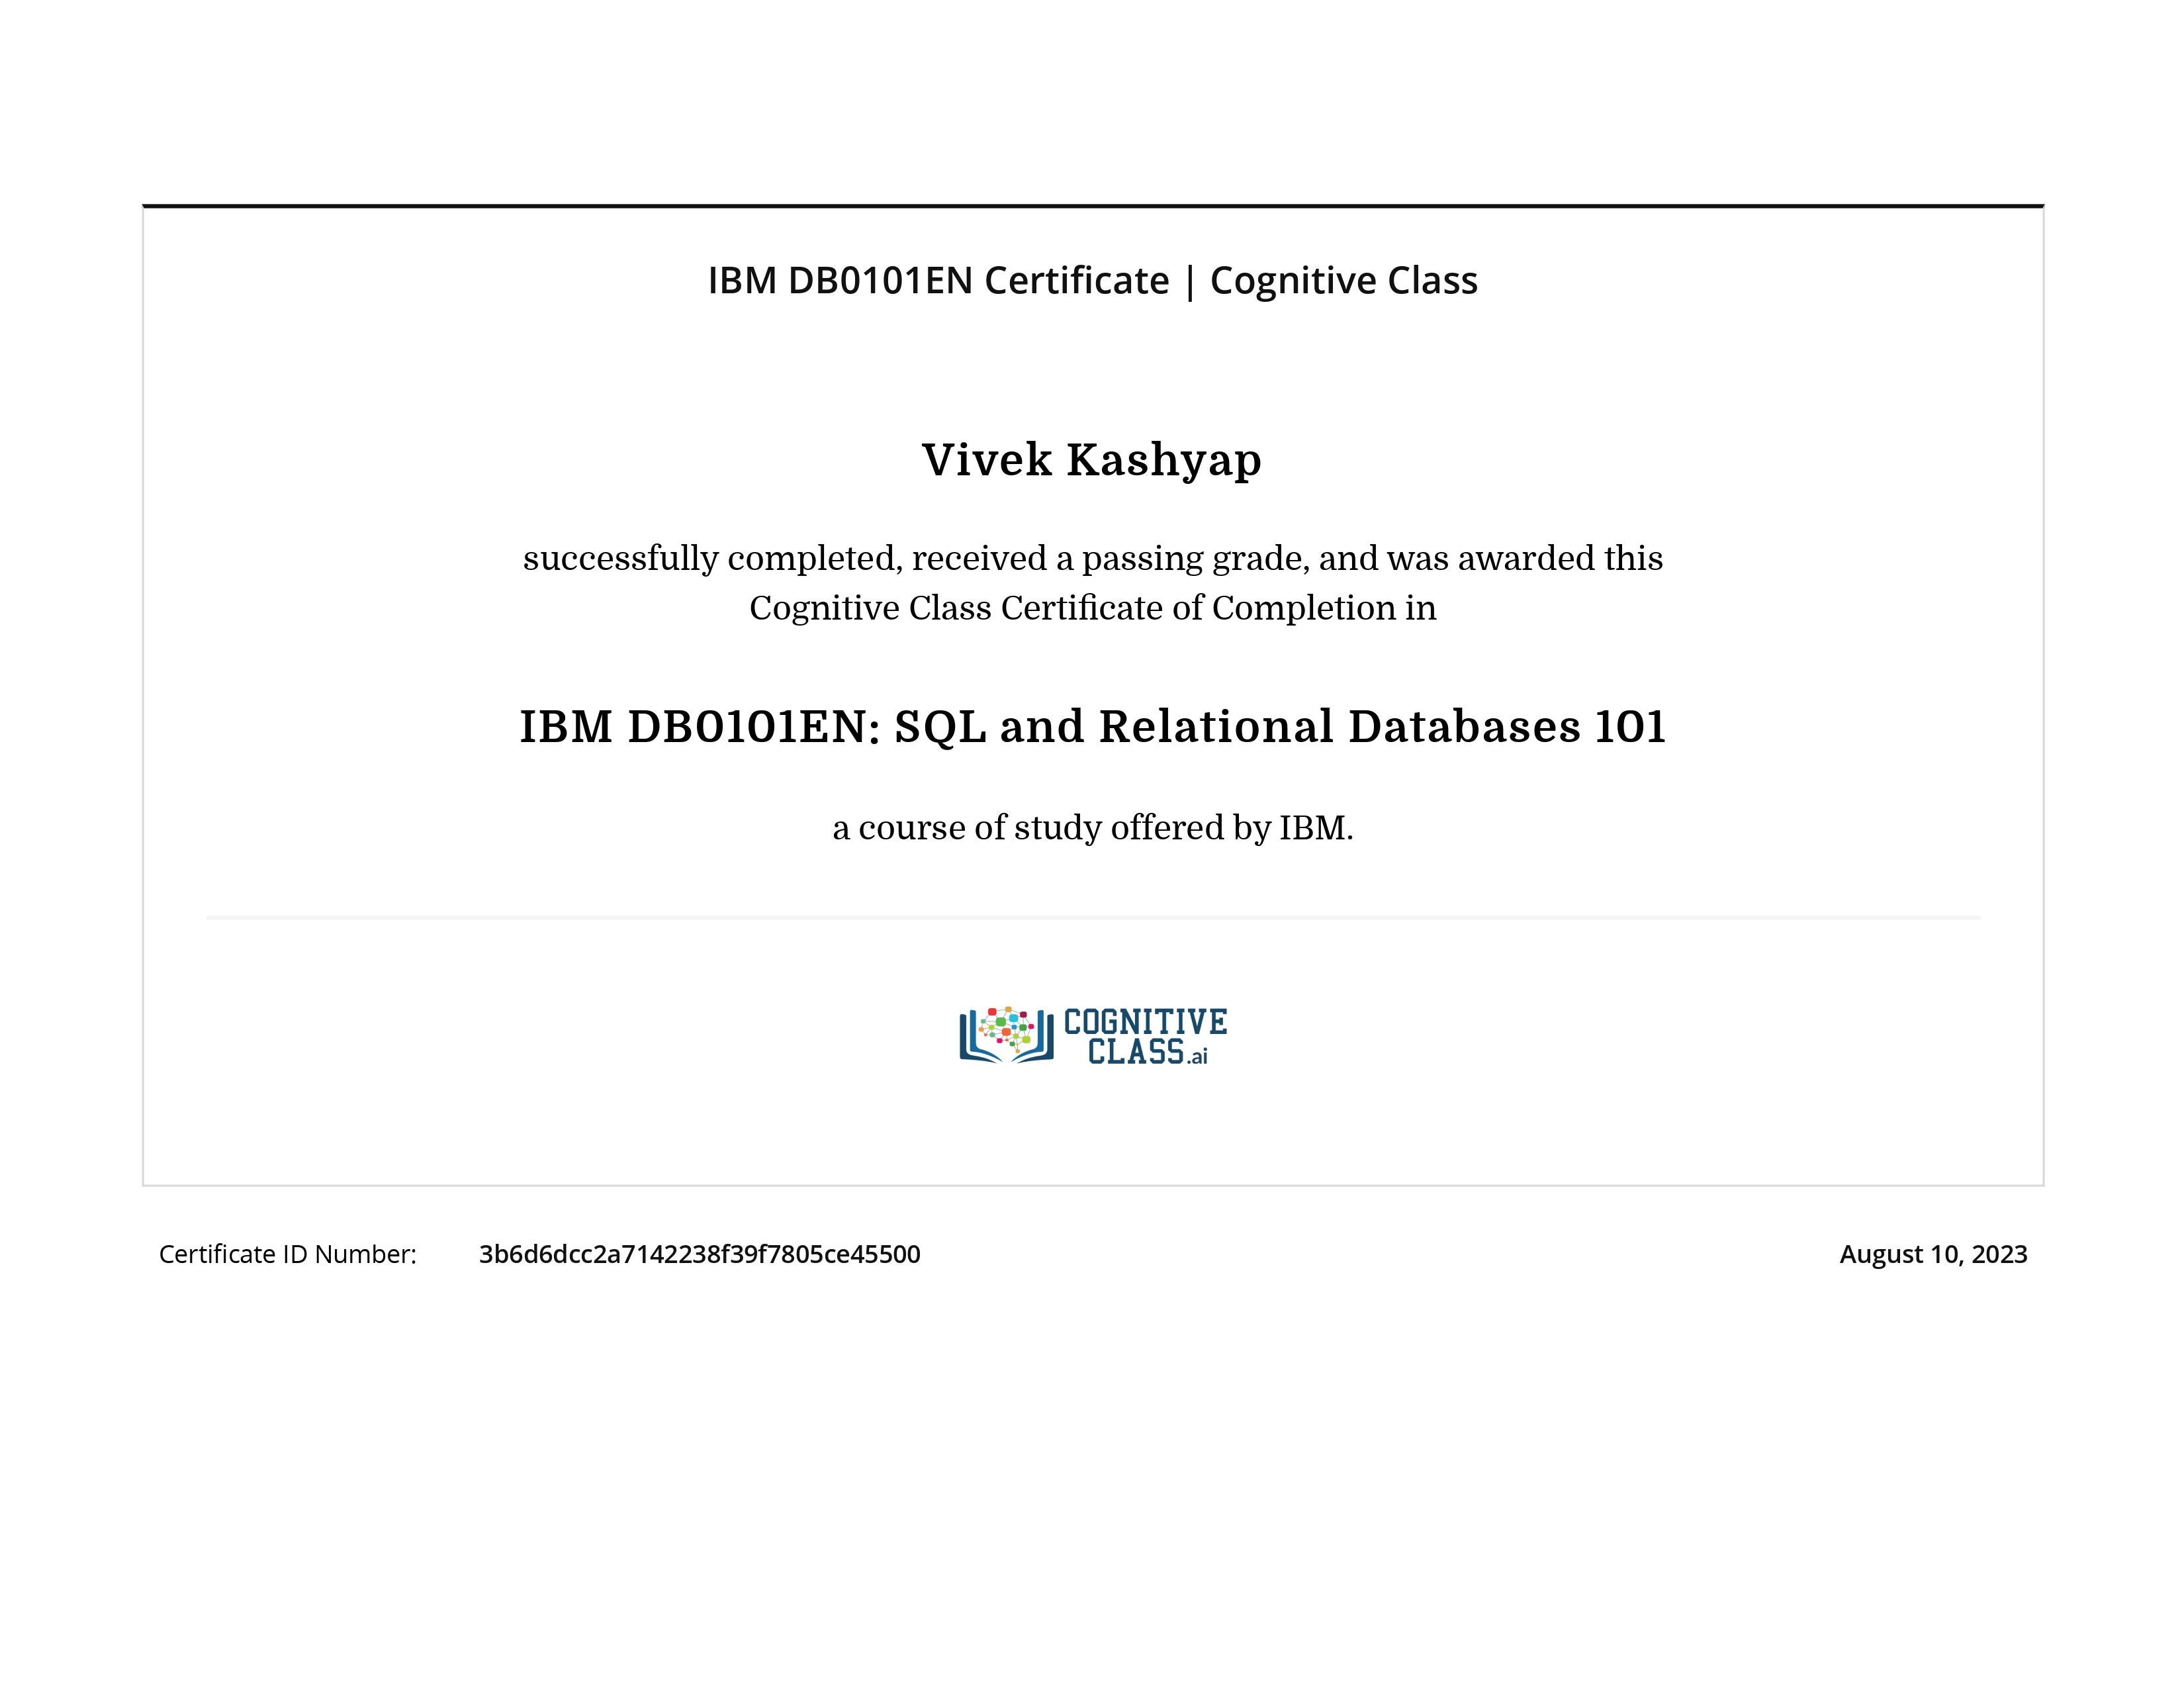 IBM DB0101EN Certificate | Cognitive Class
Vivek Kashyap
successfully completed, received a passing grade, and was awarded this
Cognitive Class Certificate of Completion in
IBM DB0101EN: SQL and Relational Databases 101
a course of study offered by IBM.
COGNITIVE
CLASS.ai
Certificate ID Number: 3b6d6dcc2a7142238f39f7805ce45500 August 10, 2023